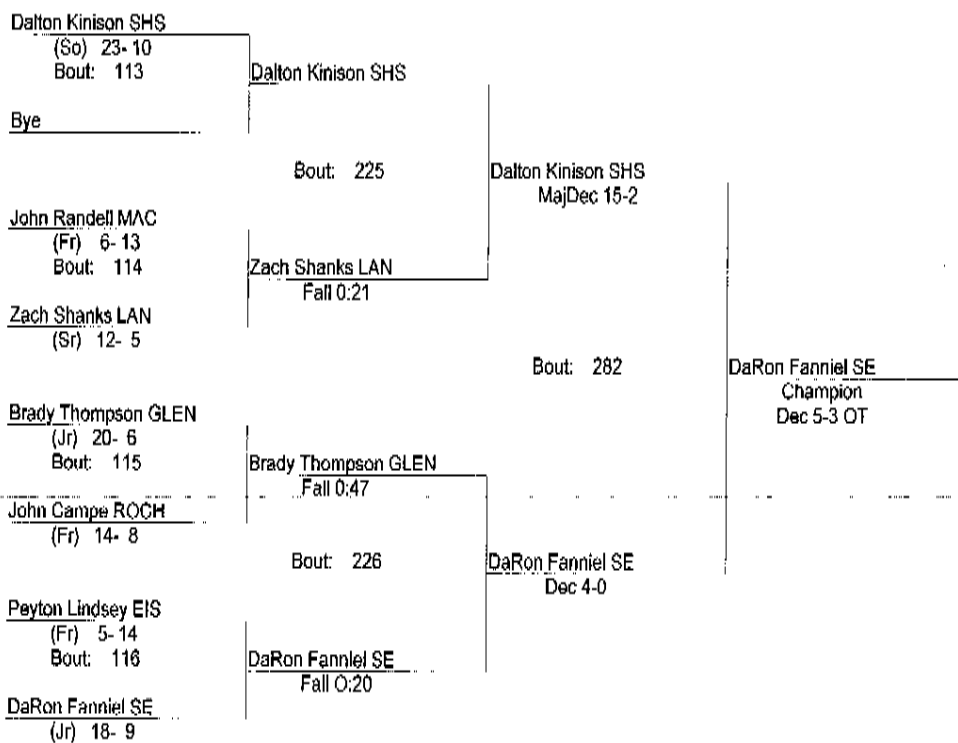 Dalton Kinison SHS
(So) 23- 10
Bout: 113
Dalton Kinison SHS
Bye
Bout: 225
Dalton Kinison SHS
MajDec 15-2
John Randell MAC
(Fr) 6- 13
Bout: 114
Zach Shanks LAN
Fall 0:21
Zach Shanks LAN
(Sr) 12- 5
Bout: 282
DaRon Fanniel SE
Champion
Dec 5-3 OT
Brady Thompson GLEN
(Jr) 20- 6
Bout: 115
Brady Thompson GLEN
Fall 0:47
John Campe ROCH
(Fr) 14- 8
Bout: 226
DaRon Fanniel SE
Dec 4-0
Peyton Lindsey EIS
(Fr) 5- 14
Bout: 116
DaRon Fanniel SE
Fall 0:20
DaRon Fanniel SE
(Jr) 18- 9